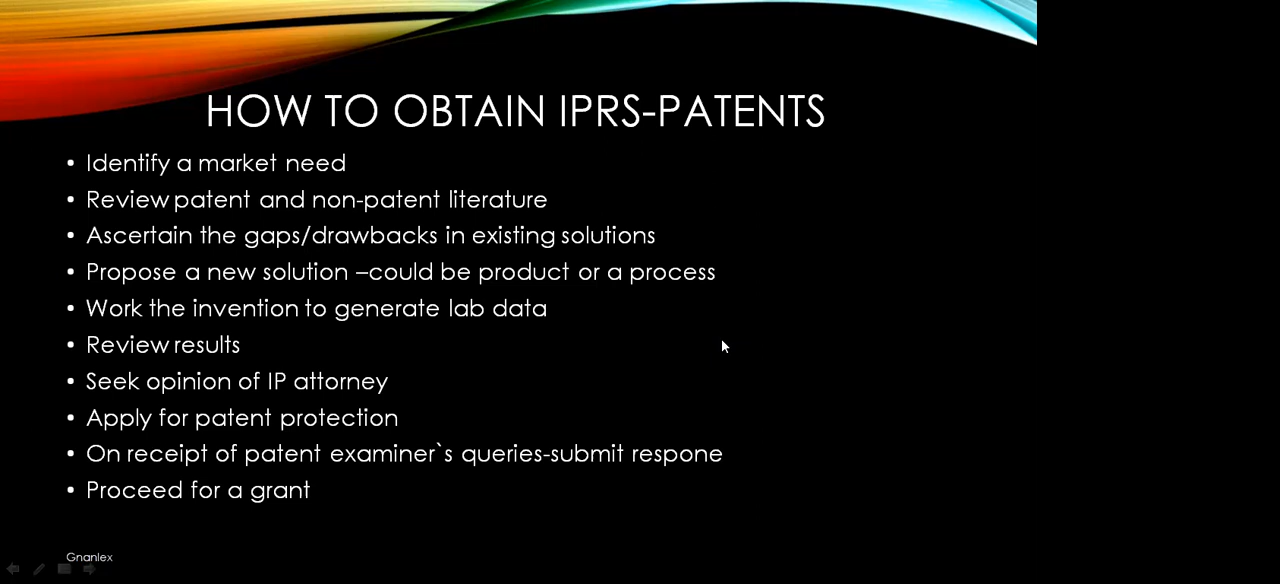 HOW TO OBTAIN IPRS-PATENTS
• Identify a market need
• Review patent and non-patent literature
• Ascertain the gaps/drawbacks in existing solutions
• Propose a new solution –could be product or a process
• Work the invention to generate lab data
• Review results
• Seek opinion of IP attorney
• Apply for patent protection
• On receipt of patent examiner`s queries-submit respone
• Proceed for a grant
Gnanlex